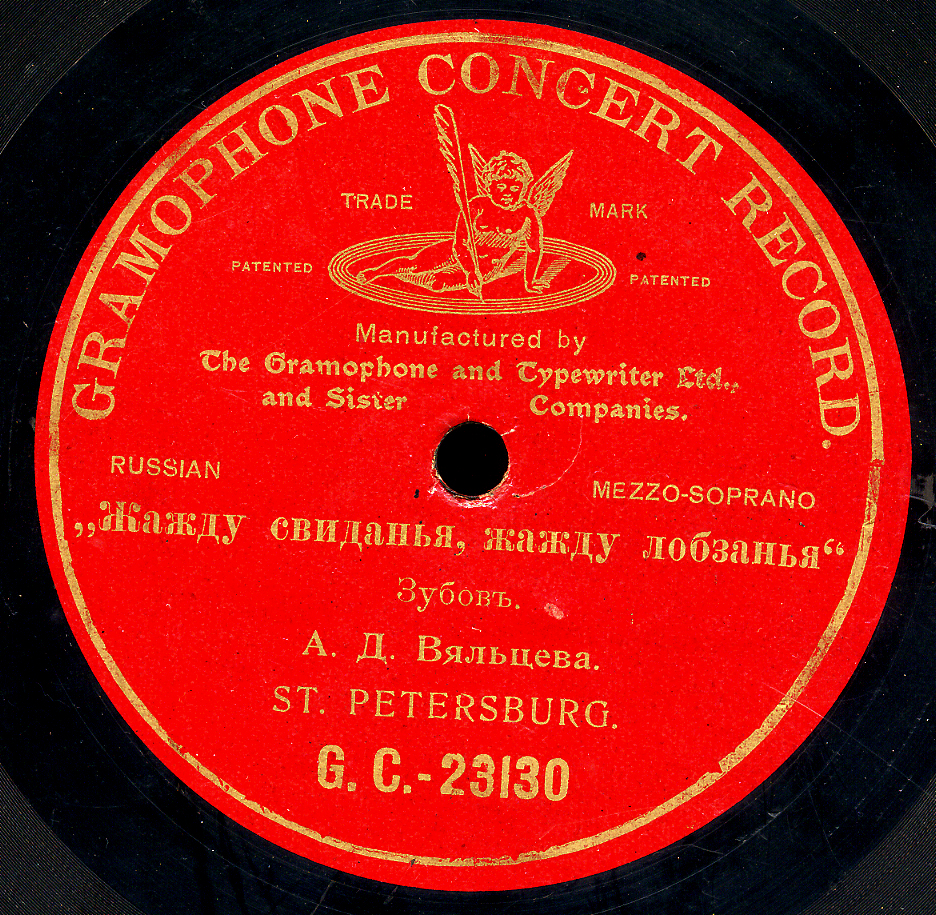 GRAMOPHONE CONCERT RECORD.
TRADE MARK
PATENTED PATENTED
Manufactured by
The Gramophone and Typewriter Ltd.,
and Sister Companies.
RUSSIAN MEZZO-SOPRANO
„Жажду свиданья, жажду лобзанья“
Зубовъ.
А. Д. Вяльцева.
ST. PETERSBURG.
G. C.-23130